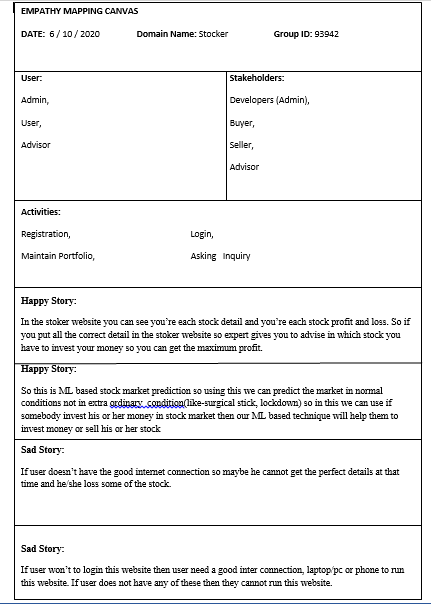 EMPATHY MAPPING CANVAS
DATE: 6 / 10 / 2020 Domain Name: Stocker Group ID: 93942
User:
Admin,
User,
Advisor
Stakeholders:
Developers (Admin),
Buyer,
Seller,
Advisor
Activities:
Registration, Login,
Maintain Portfolio, Asking Inquiry
Happy Story:
In the stoker website you can see you're each stock detail and you're each stock profit and loss. So if
you put all the correct detail in the stoker website so expert gives you to advise in which stock you
have to invest your money so you can get the maximum profit.
Happy Story:
So this is ML based stock market prediction so using this we can predict the market in normal
conditions not in extra ordinary condition(like-surgical stick, lockdown) so in this we can use if
somebody invest his or her money in stock market then our ML based technique will help them to
invest money or sell his or her stock
Sad Story:
If user doesn't have the good internet connection so maybe he cannot get the perfect details at that
time and he/she loss some of the stock.
Sad Story:
If user won't to login this website then user need a good inter connection, laptop/pc or phone to run
this website. If user does not have any of these then they cannot run this website.